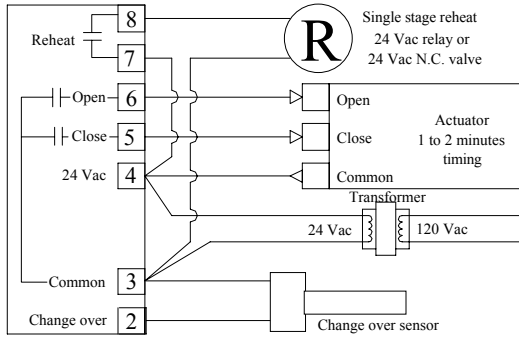 8
Reheat
7
R
Single stage reheat
24 Vac relay or
24 Vac N.C. valve
Open
6
Open
Close
5
Close
Actuator
1 to 2 minutes
timing
24 Vac
4
Common
Transformer
24 Vac
120 Vac
Common
3
Change over
2
Change over sensor